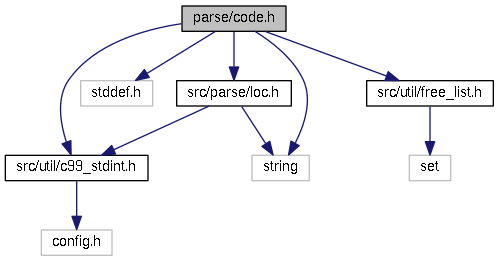 parse/code.h
stddef.h
src/parse/loc.h
src/util/free_list.h
src/util/c99_stdint.h
string
set
config.h